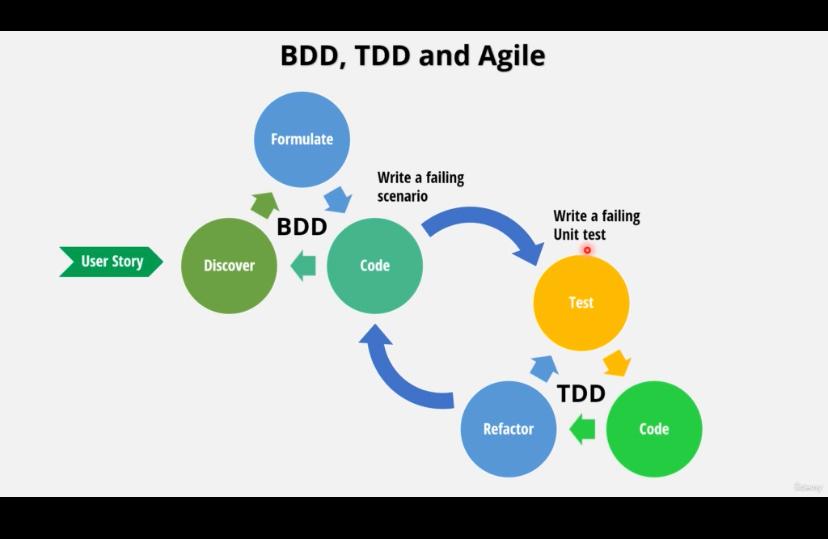 BDD, TDD and Agile
Formulate
Write a failing
scenario
BDD
Write a failing
Unit test
User Story
Discover
Code
Test
TDD
Refactor
Code
Udemy